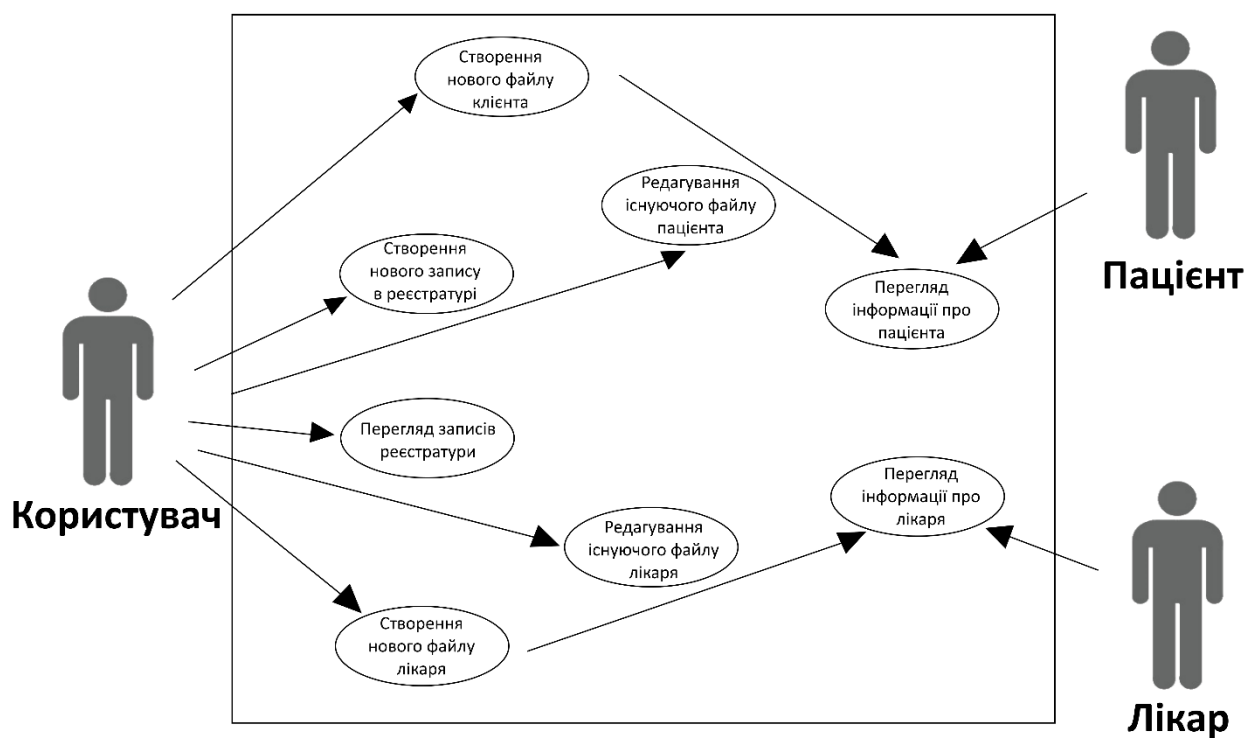 Створення
нового файлу
клієнта
Редагування
існуючого файлу
пацієнта
Створення
нового запису
в реєстратурі
Пацієнт
Перегляд
інформації про
пацієнта
Перегляд записів
реєстратури
Перегляд
інформації про
лікаря
Користувач
Редагування
існуючого файлу
лікаря
Створення
нового файлу
лікаря
Лікар